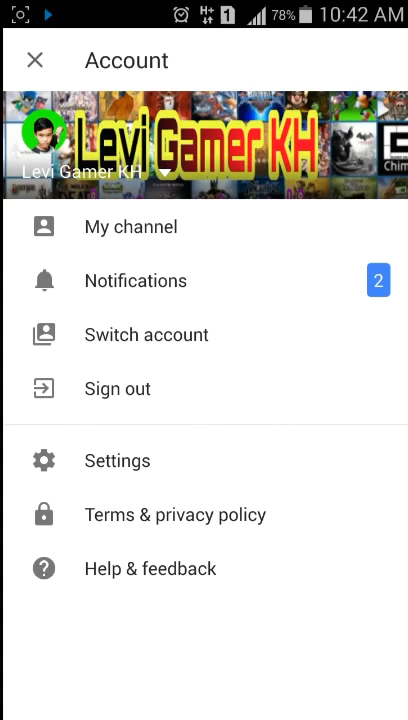 H+ 1 78% 10:42 AM
Account
Levi Gamer KH
Levi Gamer KH
My channel
Notifications 2
Switch account
Sign out
Settings
Terms & privacy policy
Help & feedback